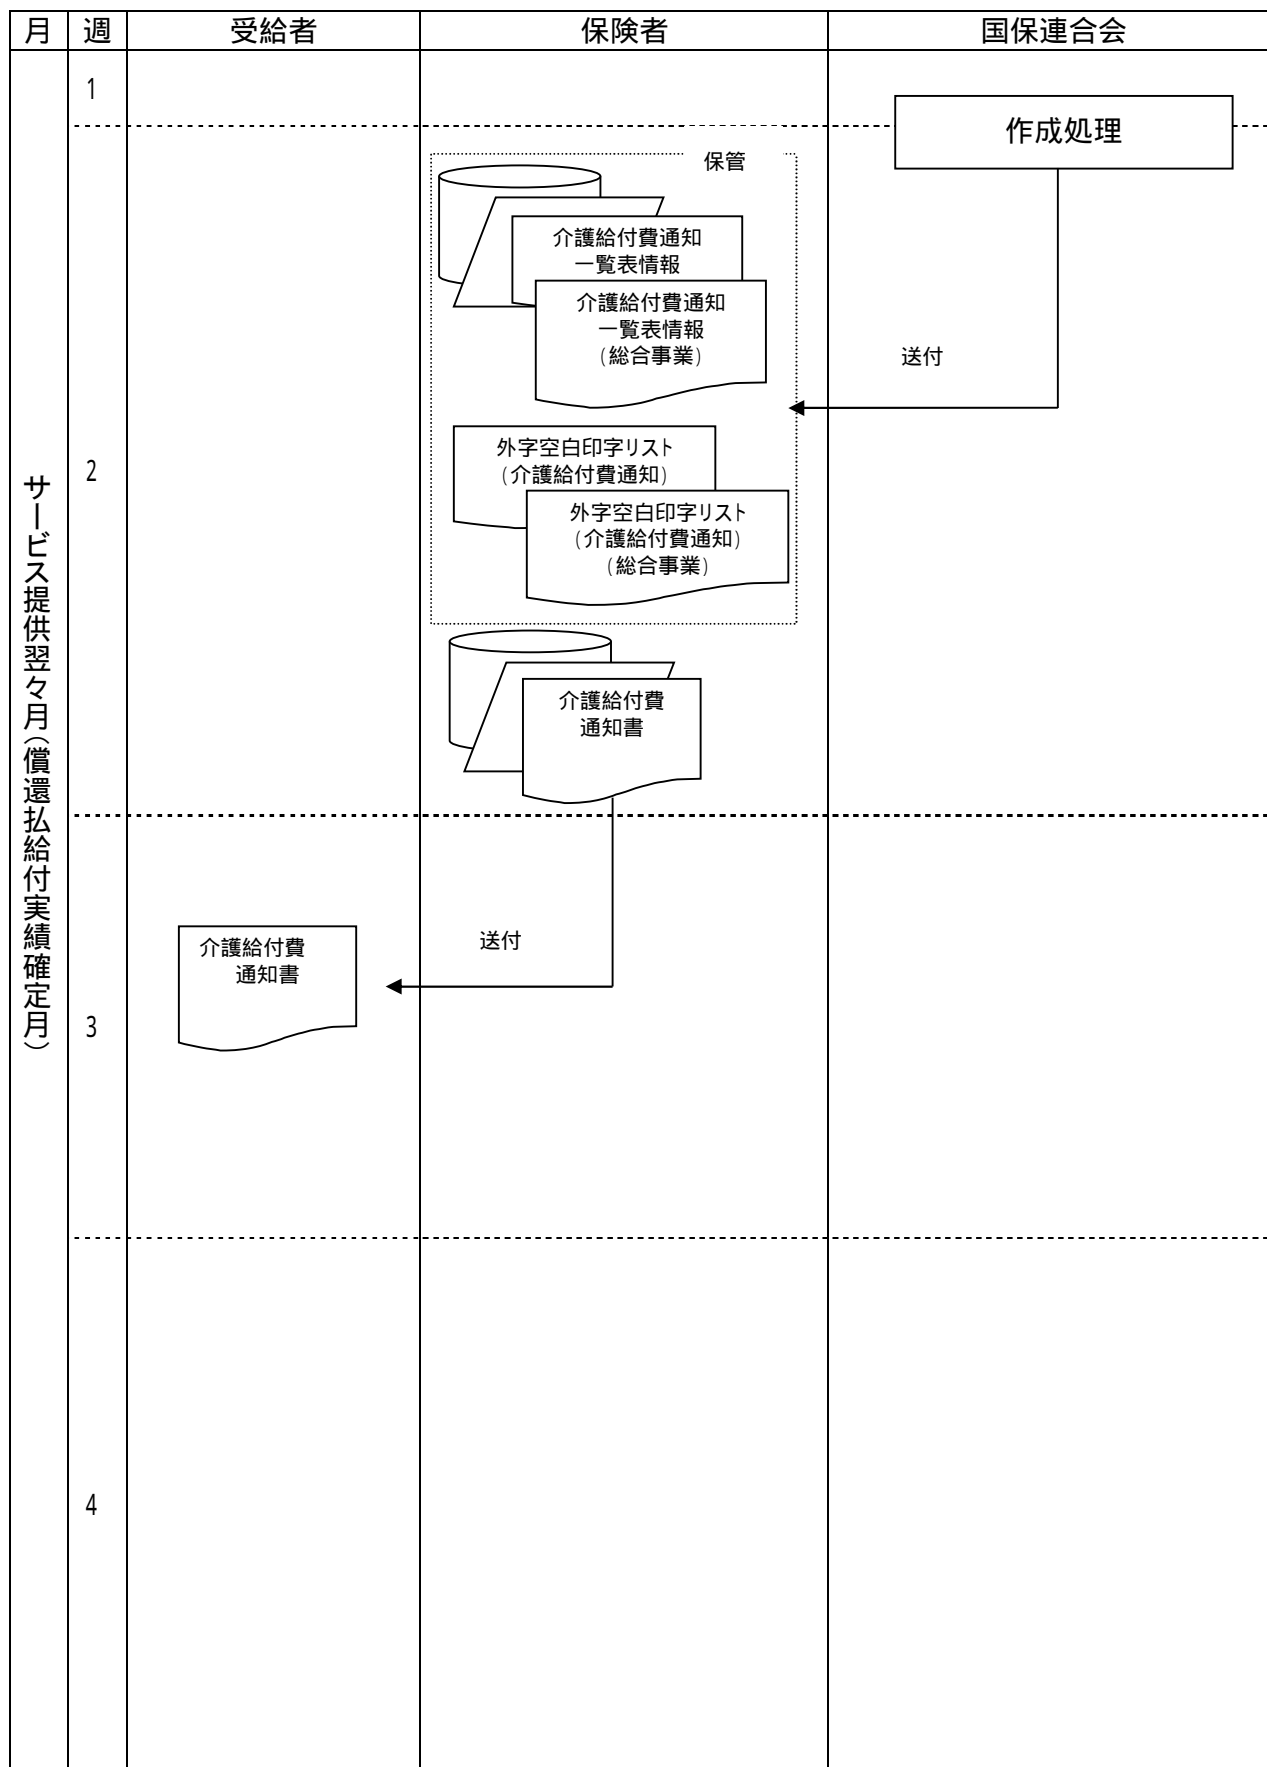 月 週 受給者 保険者 国保連合会
1
作成処理
保管
介護給付費通知
一覧表情報
介護給付費通知
一覧表情報
（総合事業）
送付
外字空白印字リスト
（介護給付費通知）
外字空白印字リスト
（介護給付費通知）
（総合事業）
2
サービス提供翌々月（償還払給付実績確定月）
介護給付費
通知書
介護給付費
通知書
送付
3
4